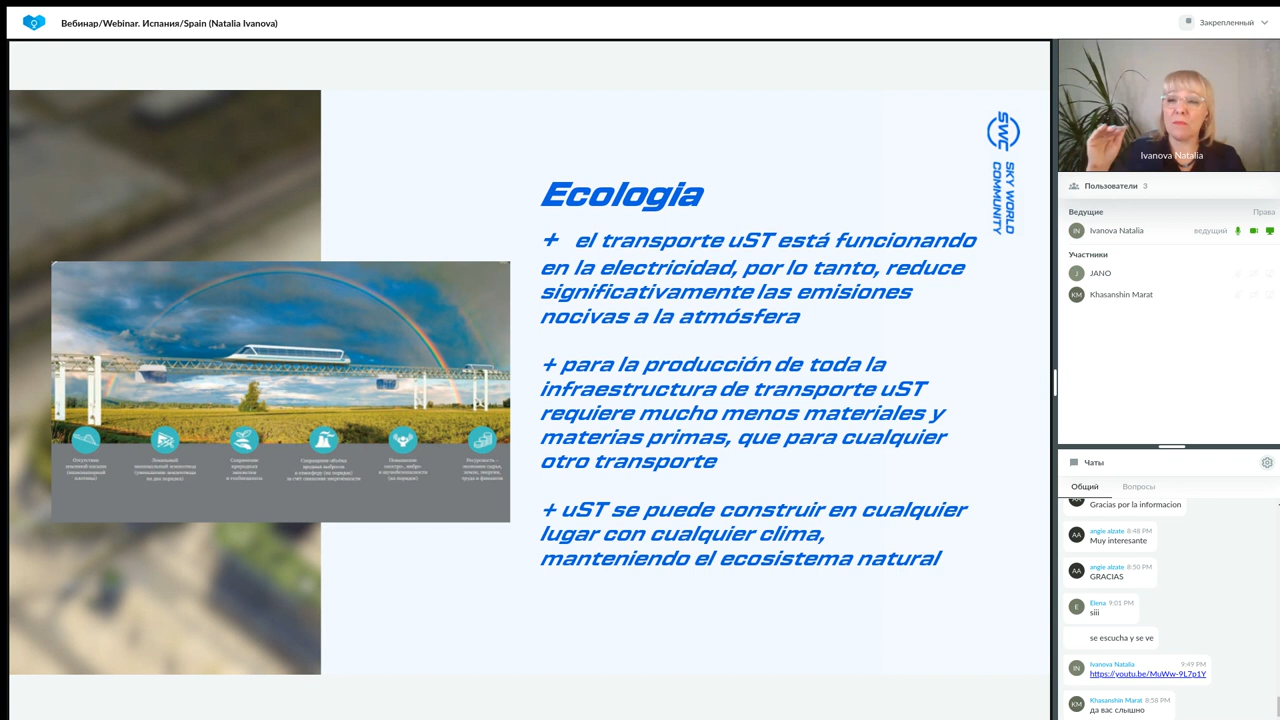 Вебинар/Webinar. Испания/Spain (Natalia Ivanova)
Закрепленный
Ecologia
+ el transporte uST está funcionando
en la electricidad, por lo tanto, reduce
significativamente las emisiones
nocivas a la atmósfera
+ para la producción de toda la
infraestructura de transporte uST
requiere mucho menos materiales y
materias primas, que para cualquier
otro transporte
+ uST se puede construir en cualquier
lugar con cualquier clima,
manteniendo el ecosistema natural
SWC
SKY WORLD
COMMUNITY
Ivanova Natalia
Пользователи 3
Ведущие Права
IN Ivanova Natalia ведущий
Участники
J JANO
KM Khasanshin Marat
Чаты
Общий Вопросы
Gracias por la informacion
AA angie alzate 8:48 PM
Muy interesante
AA angie alzate 8:50 PM
GRACIAS
E Elena 9:01 PM
siii
se escucha y se ve
IN Ivanova Natalia 9:49 PM
https://youtu.be/MuWw-9L7p1Y
KM Khasanshin Marat 8:58 PM
да вас слышно